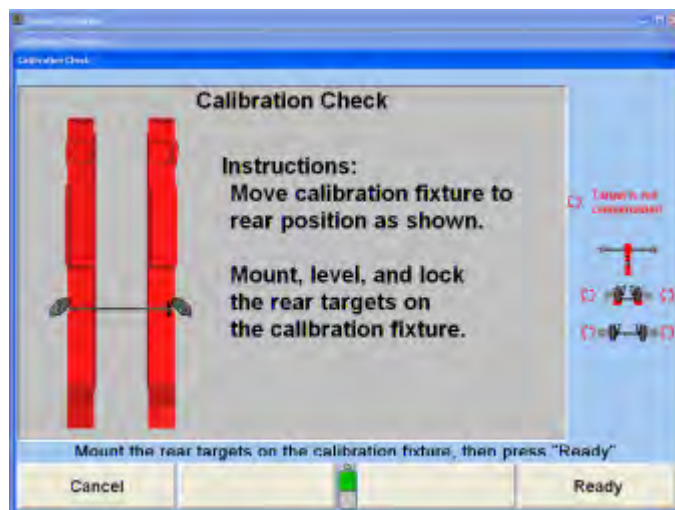 Calibration Check
Calibration Check
Instructions:
Move calibration fixture to
rear position as shown.
Mount, level, and lock
the rear targets on
the calibration fixture.
Targets not
compensated
Mount the rear targets on the calibration fixture, then press "Ready"
Cancel
Ready